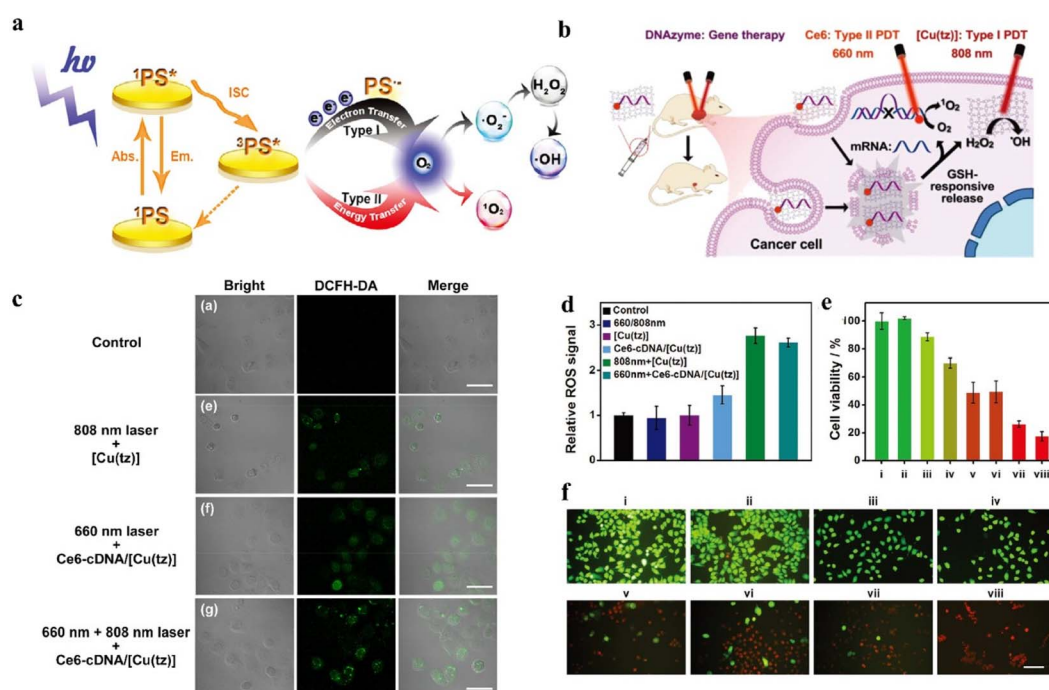 a
hν
¹PS*
ISC
³PS*
Abs.
Em.
¹PS
PS·-
e⁻ e⁻ e⁻
Electron Transfer
Type I
Type II
Energy Transfer
O₂
·O₂⁻
H₂O₂
·OH
¹O₂
b
DNAzyme: Gene therapy
Ce6: Type II PDT
660 nm
[Cu(tz)]: Type I PDT
808 nm
X
¹O₂
O₂
mRNA:
H₂O₂
·OH
GSH-
responsive
release
Cancer cell
c
Bright DCFH-DA Merge
(a)
Control
(e)
808 nm laser
+
[Cu(tz)]
(f)
660 nm laser
+
Ce6-cDNA/[Cu(tz)]
(g)
660 nm + 808 nm laser
+
Ce6-cDNA/[Cu(tz)]
d
Relative ROS signal
3
2
1
0
Control
660/808nm
[Cu(tz)]
Ce6-cDNA/[Cu(tz)]
808nm+[Cu(tz)]
660nm+Ce6-cDNA/[Cu(tz)]
e
Cell viability / %
100
80
60
40
20
0
i ii iii iv v vi vii viii
f
i ii iii iv
v vi vii viii